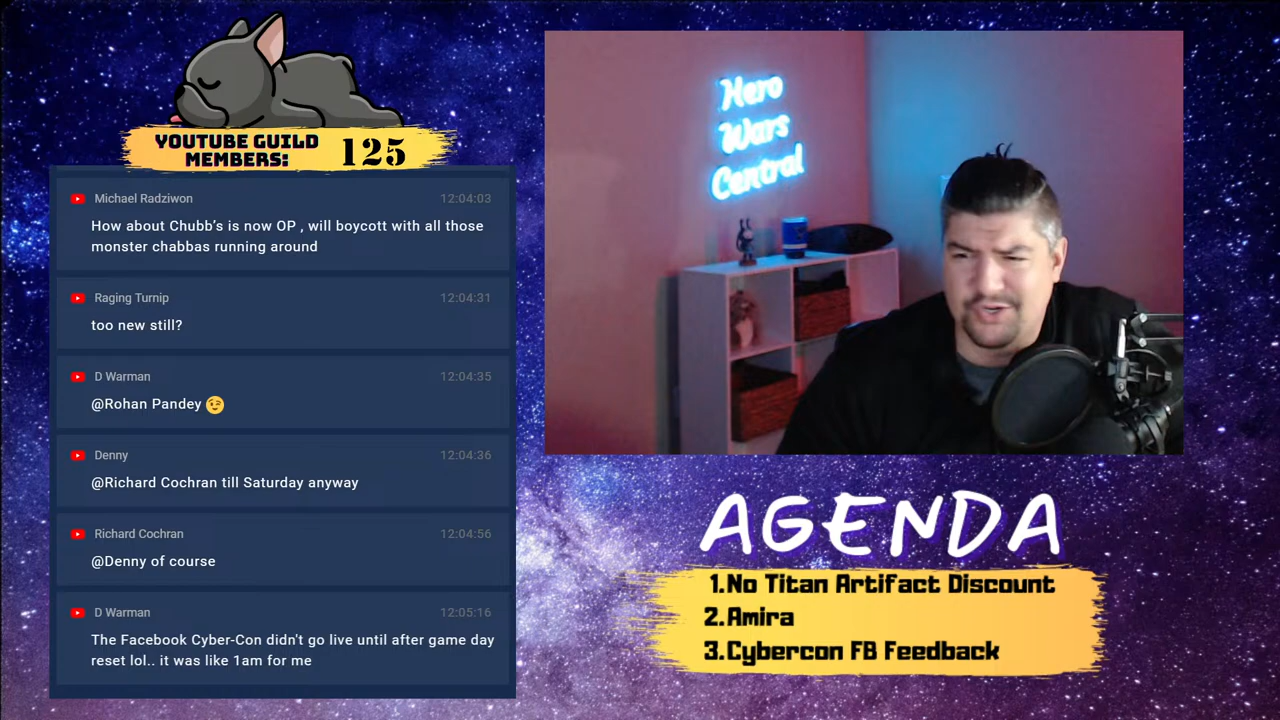 YOUTUBE GUILD
MEMBERS: 125
Michael Radziwon 12:04:03
How about Chubb's is now OP , will boycott with all those
monster chabbas running around
Raging Turnip 12:04:31
too new still?
D Warman 12:04:35
@Rohan Pandey 😉
Denny 12:04:36
@Richard Cochran till Saturday anyway
Richard Cochran 12:04:56
@Denny of course
D Warman 12:05:16
The Facebook Cyber-Con didn't go live until after game day
reset lol.. it was like 1am for me
Hero
Wars
Central
AGENDA
1.No Titan Artifact Discount
2.Amira
3.Cybercon FB Feedback